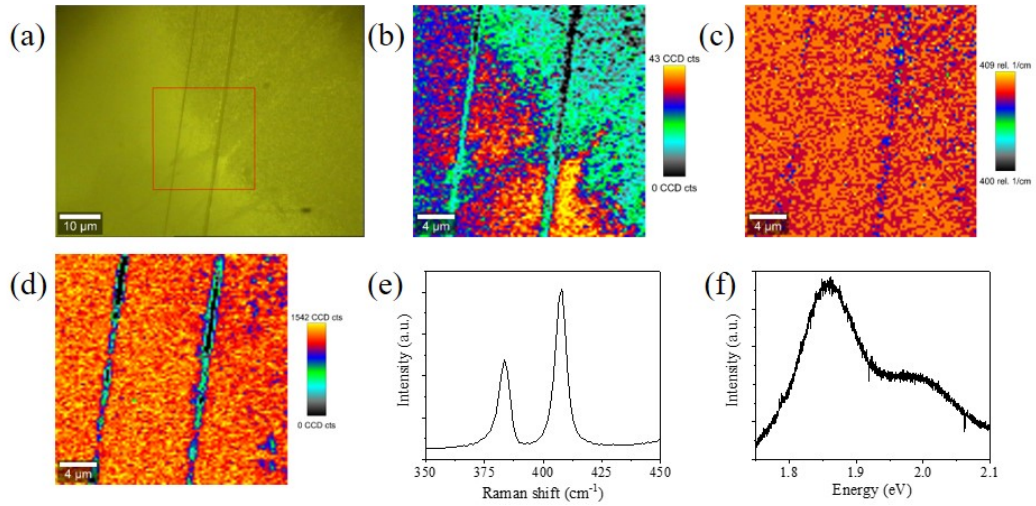 (a)
10 µm
(b)
43 CCD cts
0 CCD cts
4 µm
(c)
409 rel. 1/cm
400 rel. 1/cm
4 µm
(d)
1542 CCD cts
0 CCD cts
4 µm
(e)
Intensity (a.u.)
350 375 400 425 450
Raman shift (cm⁻¹)
(f)
Intensity (a.u.)
1.8 1.9 2.0 2.1
Energy (eV)